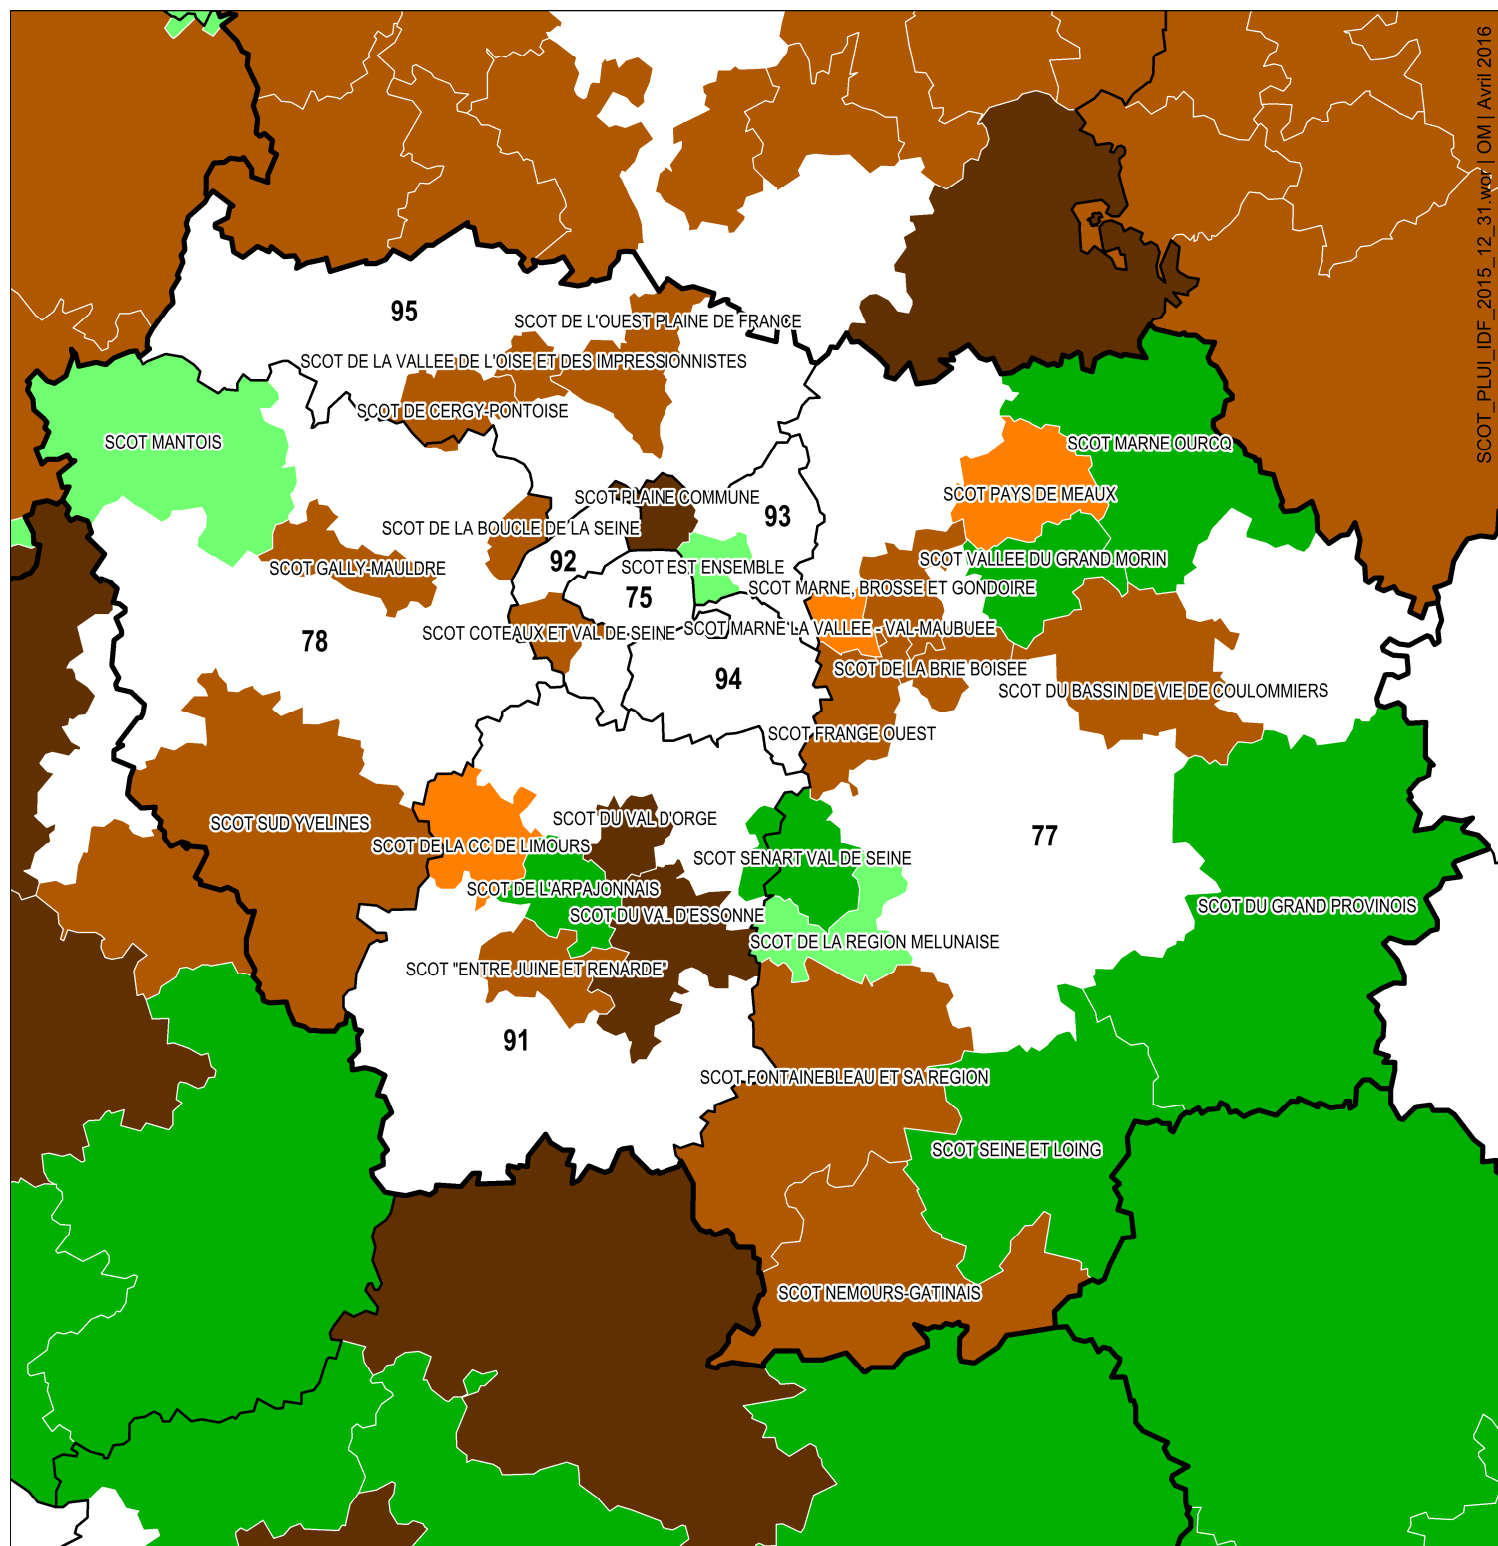 SCOT_PLUI_IDF_2015_12_31.wor | OM | Avril 2016
95
SCOT DE L'OUEST PLAINE DE FRANCE
SCOT DE LA VALLEE DE L'OISE ET DES IMPRESSIONNISTES
SCOT DE CERGY-PONTOISE
SCOT MANTOIS
SCOT MARNE OURCQ
SCOT PAYS DE MEAUX
SCOT PLAINE COMMUNE
93
SCOT DE LA BOUCLE DE LA SEINE
92
SCOT VALLEE DU GRAND MORIN
SCOT GALLY-MAULDRE
SCOT EST ENSEMBLE
SCOT MARNE, BROSSE ET GONDOIRE
75
SCOT COTEAUX ET VAL DE SEINE
SCOT MARNE LA VALLEE - VAL-MAUBUEE
78
SCOT DE LA BRIE BOISEE
94
SCOT DU BASSIN DE VIE DE COULOMMIERS
SCOT FRANGE OUEST
SCOT SUD YVELINES
SCOT DU VAL D'ORGE
77
SCOT DE LA CC DE LIMOURS
SCOT SENART VAL DE SEINE
SCOT DE L'ARPAJONNAIS
SCOT DU GRAND PROVINOIS
SCOT DU VAL D'ESSONNE
SCOT DE LA REGION MELUNAISE
SCOT "ENTRE JUINE ET RENARDE"
91
SCOT FONTAINEBLEAU ET SA REGION
SCOT SEINE ET LOING
SCOT NEMOURS-GATINAIS